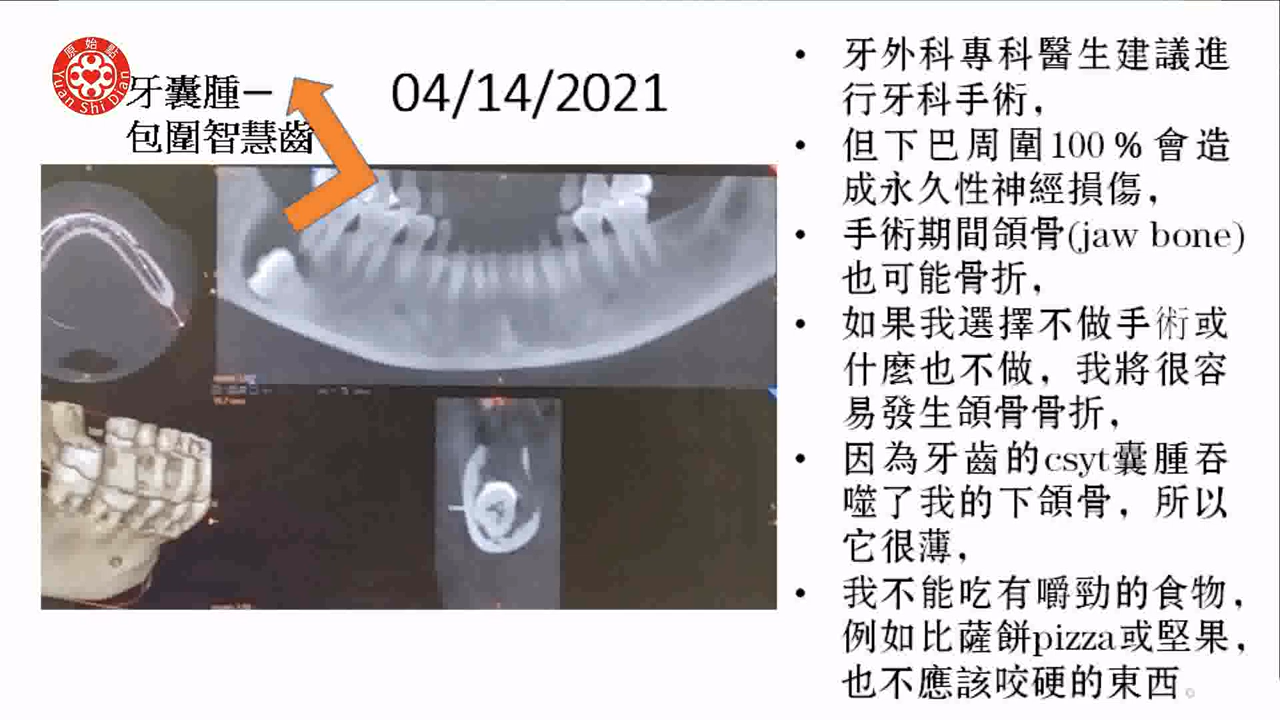 原始點
Yuan Shi Dian
牙囊腫一
包圍智慧齒
04/14/2021
• 牙外科專科醫生建議進
行牙科手術，
• 但下巴周圍100％會造
成永久性神經損傷，
• 手術期間頜骨(jaw bone)
也可能骨折，
• 如果我選擇不做手術或
什麼也不做，我將很容
易發生頜骨骨折，
• 因為牙齒的csyt囊腫吞
噬了我的下頜骨，所以
它很薄，
• 我不能吃有嚼勁的食物，
例如比薩餅pizza或堅果，
也不應該咬硬的東西。